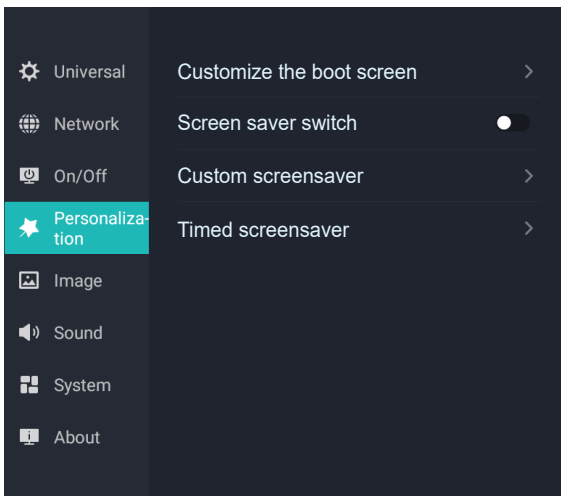 Universal
Network
On/Off
Personaliza-
tion
Image
Sound
System
About
Customize the boot screen
Screen saver switch
Custom screensaver
Timed screensaver